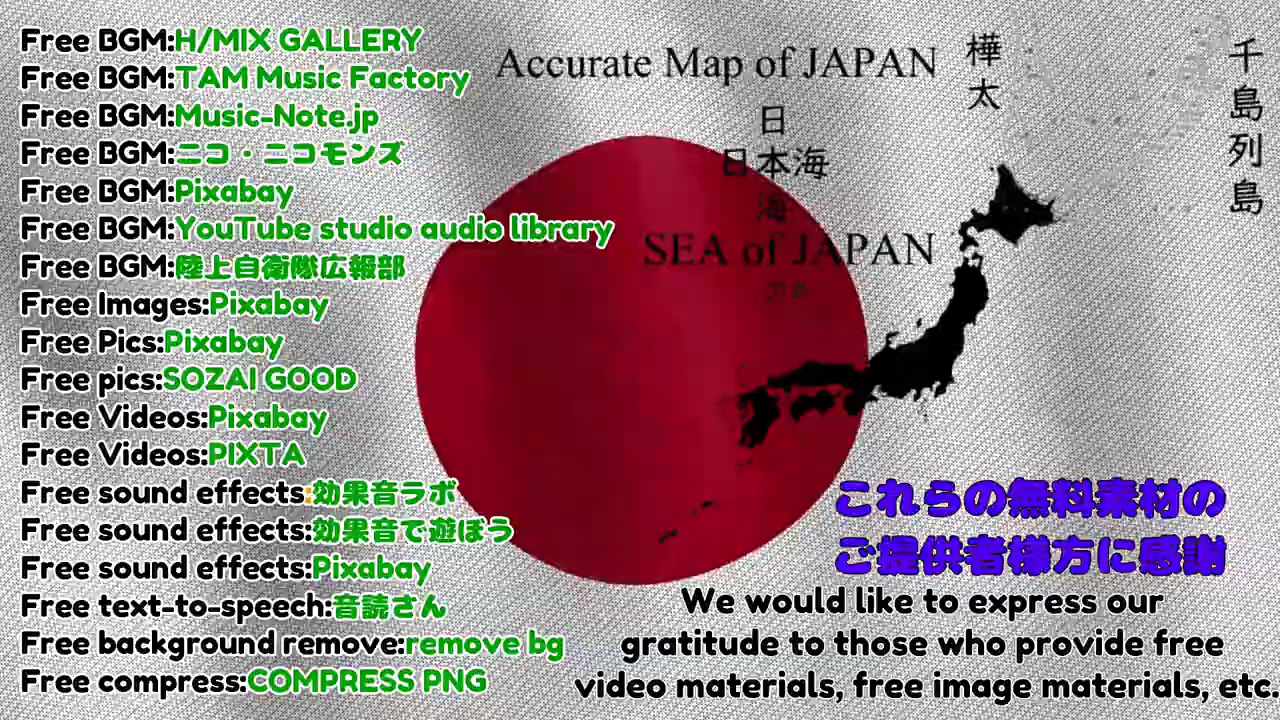 Free BGM:H/MIX GALLERY
Free BGM:TAM Music Factory
Free BGM:Music-Note.jp
Free BGM:ニコ・ニコモンズ
Free BGM:Pixabay
Free BGM:YouTube studio audio library
Free BGM:陸上自衛隊広報部
Free Images:Pixabay
Free Pics:Pixabay
Free pics:SOZAI GOOD
Free Videos:Pixabay
Free Videos:PIXTA
Free sound effects:効果音ラボ
Free sound effects:効果音で遊ぼう
Free sound effects:Pixabay
Free text-to-speech:音読さん
Free background remove:remove bg
Free compress:COMPRESS PNG
Accurate Map of JAPAN
樺太
千島列島
日
日本海
海
SEA of JAPAN
これらの無料素材の
ご提供者様方に感謝
We would like to express our
gratitude to those who provide free
video materials, free image materials, etc.